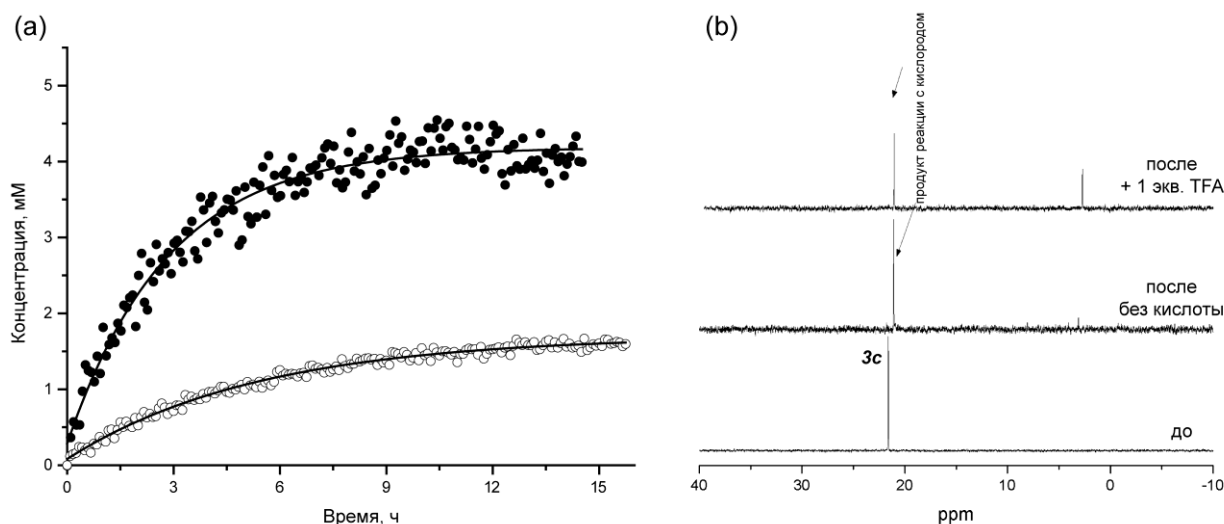 (a)
5
4
3
2
1
0
Концентрация, мМ
0
3
6
9
12
15
Время, ч
(b)
продукт реакции с кислородом
после
+ 1 экв. TFA
после
без кислоты
3c
до
40
30
20
10
0
-10
ppm